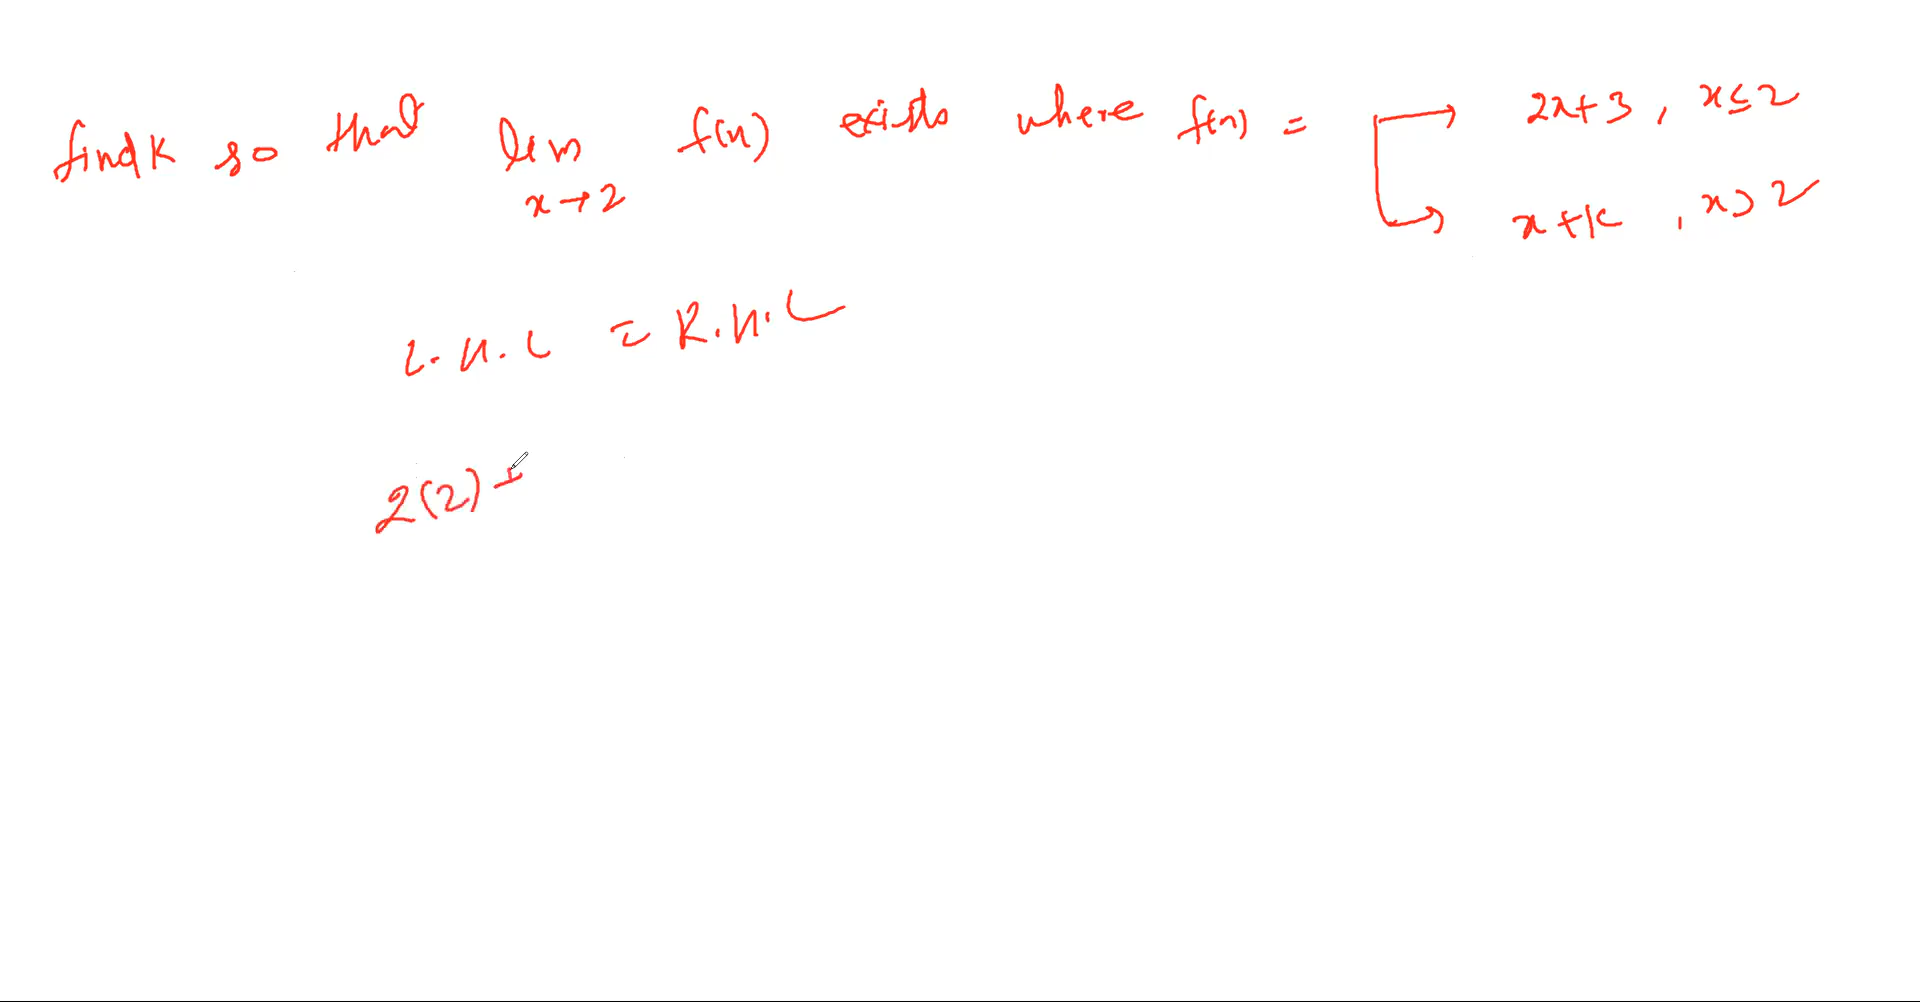 find k so that lim f(x) exists where f(x) = 2x+3 , x≤2
x→2
x+k , x>2
L.H.L = R.H.L
2(2)+